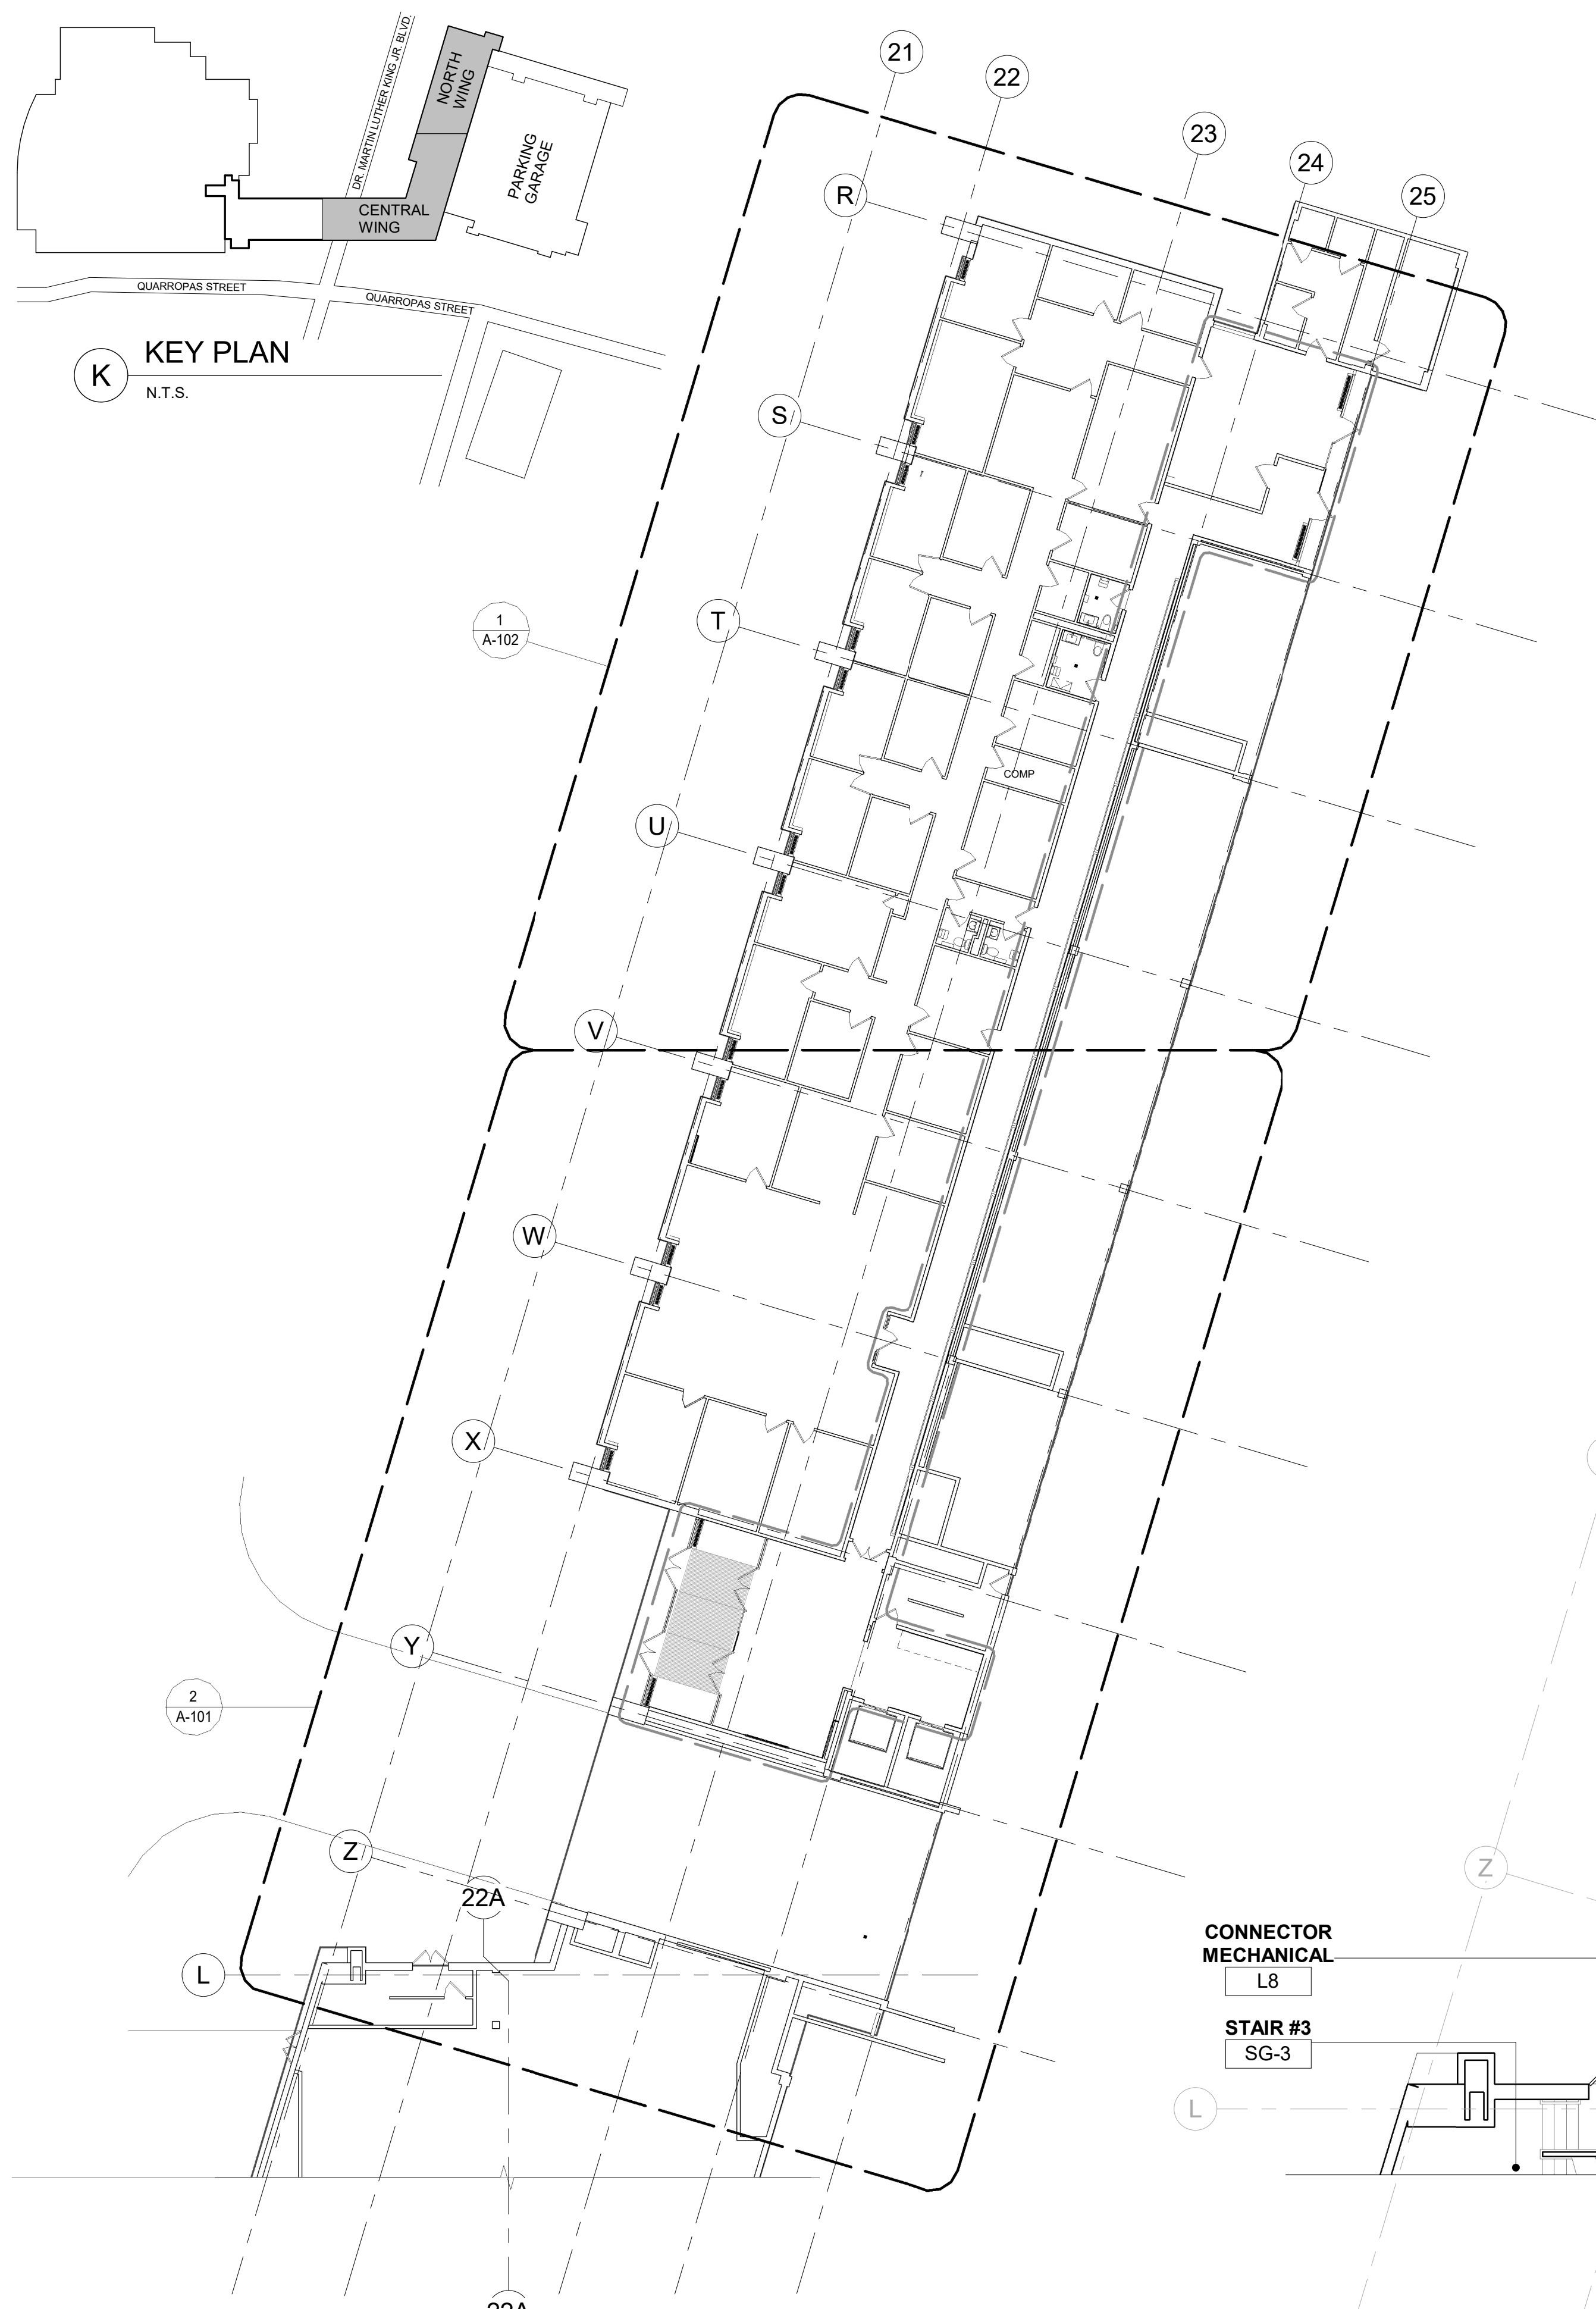 DR. MARTIN LUTHER KING JR. BLVD.
NORTH
WING
PARKING
GARAGE
CENTRAL
WING
QUARROPAS STREET
QUARROPAS STREET
K
KEY PLAN
N.T.S.
21
22
23
24
25
R
S
T
1
A-102
COMP
U
V
W
X
Y
2
A-101
Z
22A
L
Z
CONNECTOR
MECHANICAL
L8
STAIR #3
SG-3
L
22A